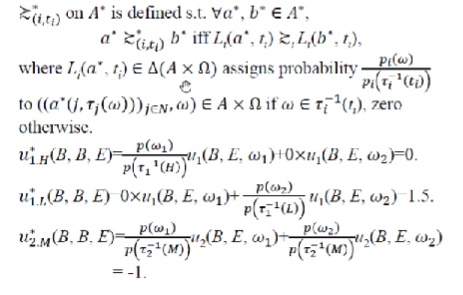 ≿*(i,tᵢ) on A* is defined s.t. ∀a*, b* ∈ A*,
a* ≿*(i,tᵢ) b* iff Lᵢ(a*, tᵢ) ≿ᵢ Lᵢ(b*, tᵢ),
where Lᵢ(a*, tᵢ) ∈ Δ(A × Ω) assigns probability pᵢ(ω)/pᵢ(τᵢ⁻¹(tᵢ))
to ((a*(j, τⱼ(ω)))ⱼ∈N, ω) ∈ A × Ω if ω ∈ τᵢ⁻¹(tᵢ), zero
otherwise.
u*₁.H(B, B, E)= p(ω₁)/p(τ₁⁻¹(H)) u₁(B, E, ω₁)+0×u₁(B, E, ω₂)=0.
u*₁.L(B, B, E) 0×u₁(B, E, ω₁)+ p(ω₂)/p(τ₁⁻¹(L)) u₁(B, E, ω₂) 1.5.
u*₂.M(B, B, E)= p(ω₁)/p(τ₂⁻¹(M)) u₂(B, E, ω₁)+ p(ω₂)/p(τ₂⁻¹(M)) u₂(B, E, ω₂)
= -1.